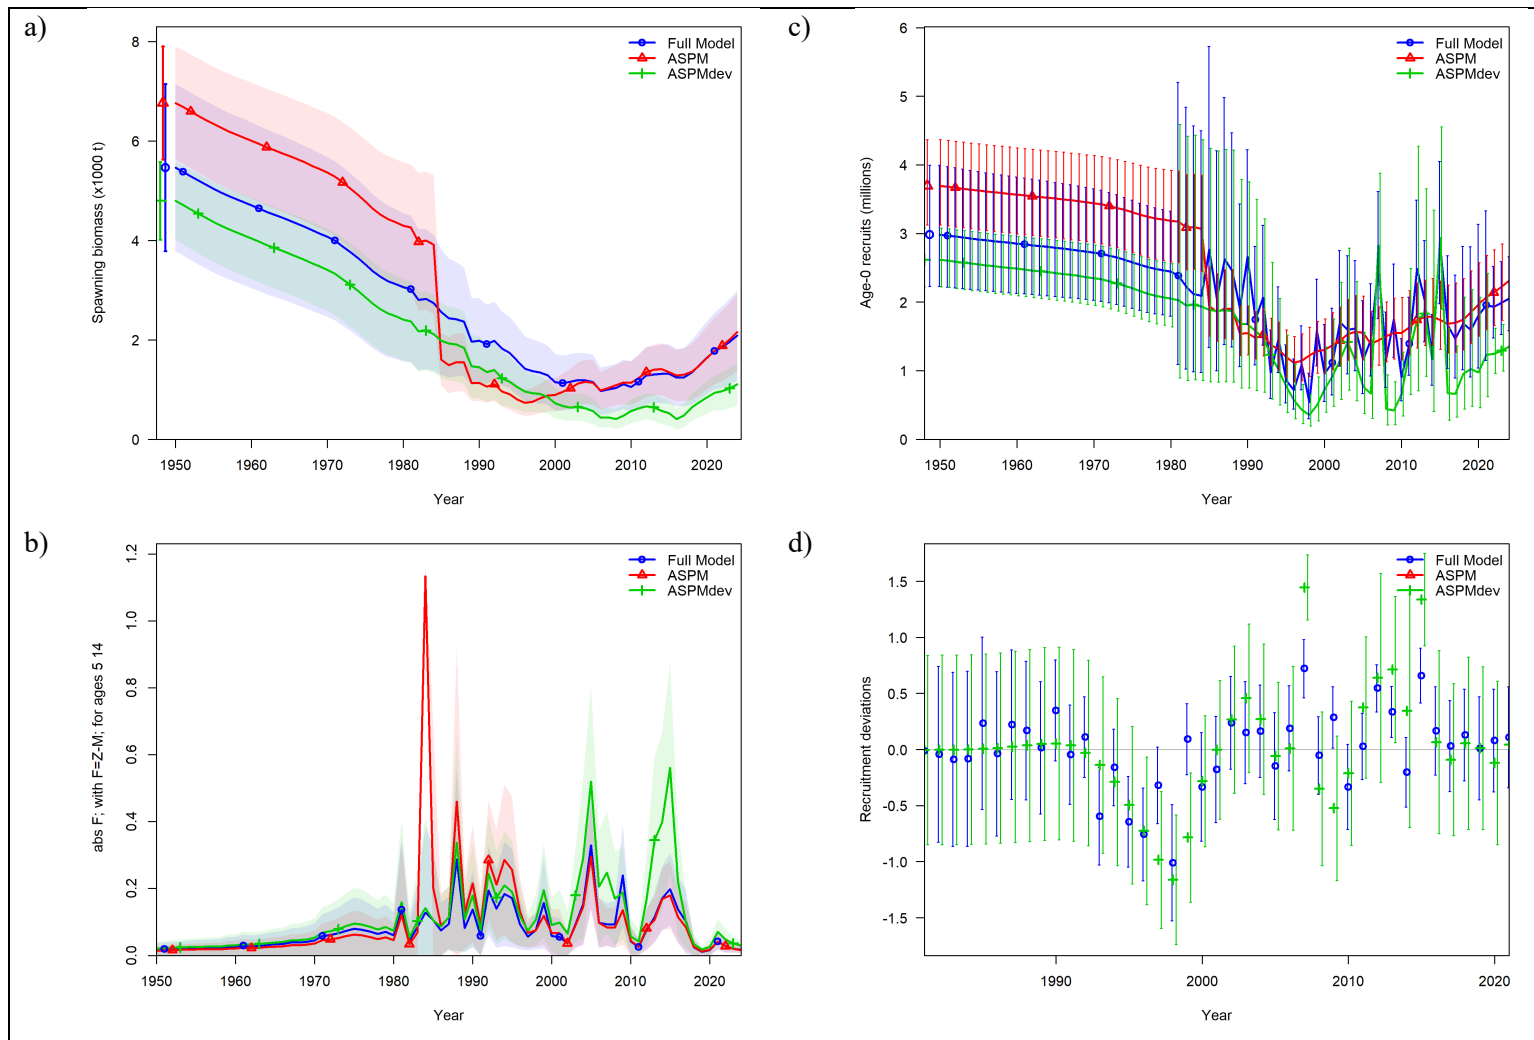 a)
8
6
4
2
0
Spawning biomass (x1000 t)
Full Model
ASPM
ASPMdev
1950 1960 1970 1980 1990 2000 2010 2020
Year
c)
6
5
4
3
2
1
0
Age-0 recruits (millions)
Full Model
ASPM
ASPMdev
1950 1960 1970 1980 1990 2000 2010 2020
Year
b)
1.2
1.0
0.8
0.6
0.4
0.2
0.0
abs F; with F=Z-M; for ages 5 14
Full Model
ASPM
ASPMdev
1950 1960 1970 1980 1990 2000 2010 2020
Year
d)
1.5
1.0
0.5
0.0
-0.5
-1.0
-1.5
Recruitment deviations
Full Model
ASPM
ASPMdev
1990 2000 2010 2020
Year